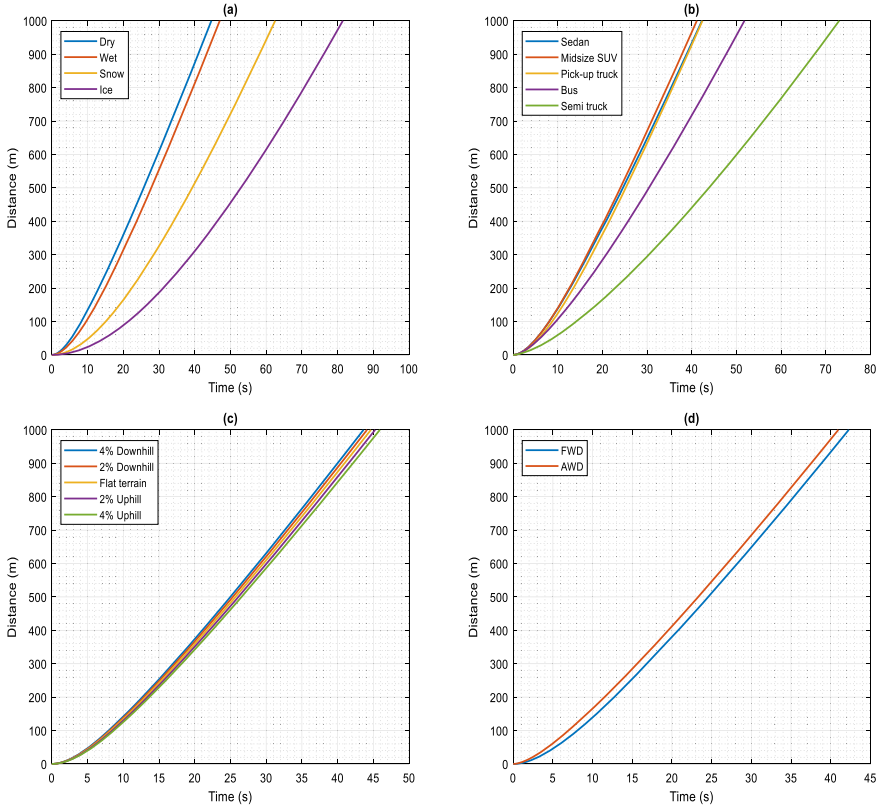 (a)
1000
900
800
700
600
500
400
300
200
100
0
Distance (m)
Dry
Wet
Snow
Ice
0 10 20 30 40 50 60 70 80 90 100
Time (s)
(b)
1000
900
800
700
600
500
400
300
200
100
0
Distance (m)
Sedan
Midsize SUV
Pick-up truck
Bus
Semi truck
0 10 20 30 40 50 60 70 80
Time (s)
(c)
1000
900
800
700
600
500
400
300
200
100
0
Distance (m)
4% Downhill
2% Downhill
Flat terrain
2% Uphill
4% Uphill
0 5 10 15 20 25 30 35 40 45 50
Time (s)
(d)
1000
900
800
700
600
500
400
300
200
100
0
Distance (m)
FWD
AWD
0 5 10 15 20 25 30 35 40 45
Time (s)